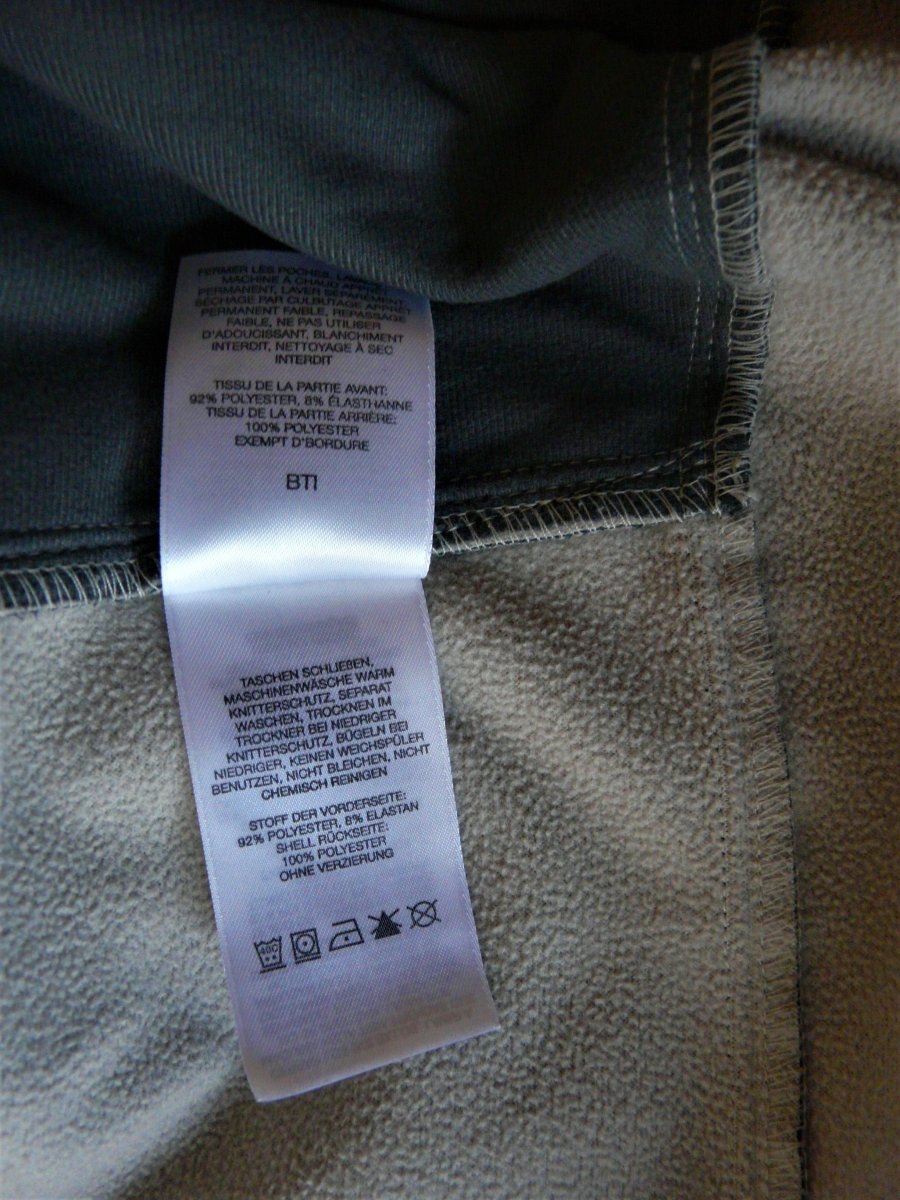 FERMER LES POCHES, LAVER
MACHINE À CHAUD APPRÊT
PERMANENT, LAVER SÉPARÉMENT,
SÉCHAGE PAR CULBUTAGE APPRÊT
PERMANENT FAIBLE, REPASSAGE
FAIBLE, NE PAS UTILISER
D'ADOUCISSANT, BLANCHIMENT
INTERDIT, NETTOYAGE À SEC
INTERDIT
TISSU DE LA PARTIE AVANT:
92% POLYESTER, 8% ÉLASTHANNE
TISSU DE LA PARTIE ARRIÈRE:
100% POLYESTER
EXEMPT D'BORDURE
BTI
TASCHEN SCHLIEßEN,
MASCHINENWÄSCHE WARM
KNITTERSCHUTZ, SEPARAT
WASCHEN, TROCKNEN IM
TROCKNER BEI NIEDRIGER
KNITTERSCHUTZ, BÜGELN BEI
NIEDRIGER, KEINEN WEICHSPÜLER
BENUTZEN, NICHT BLEICHEN, NICHT
CHEMISCH REINIGEN
STOFF DER VORDERSEITE:
92% POLYESTER, 8% ELASTAN
SHELL RÜCKSEITE:
100% POLYESTER
OHNE VERZIERUNG
40C